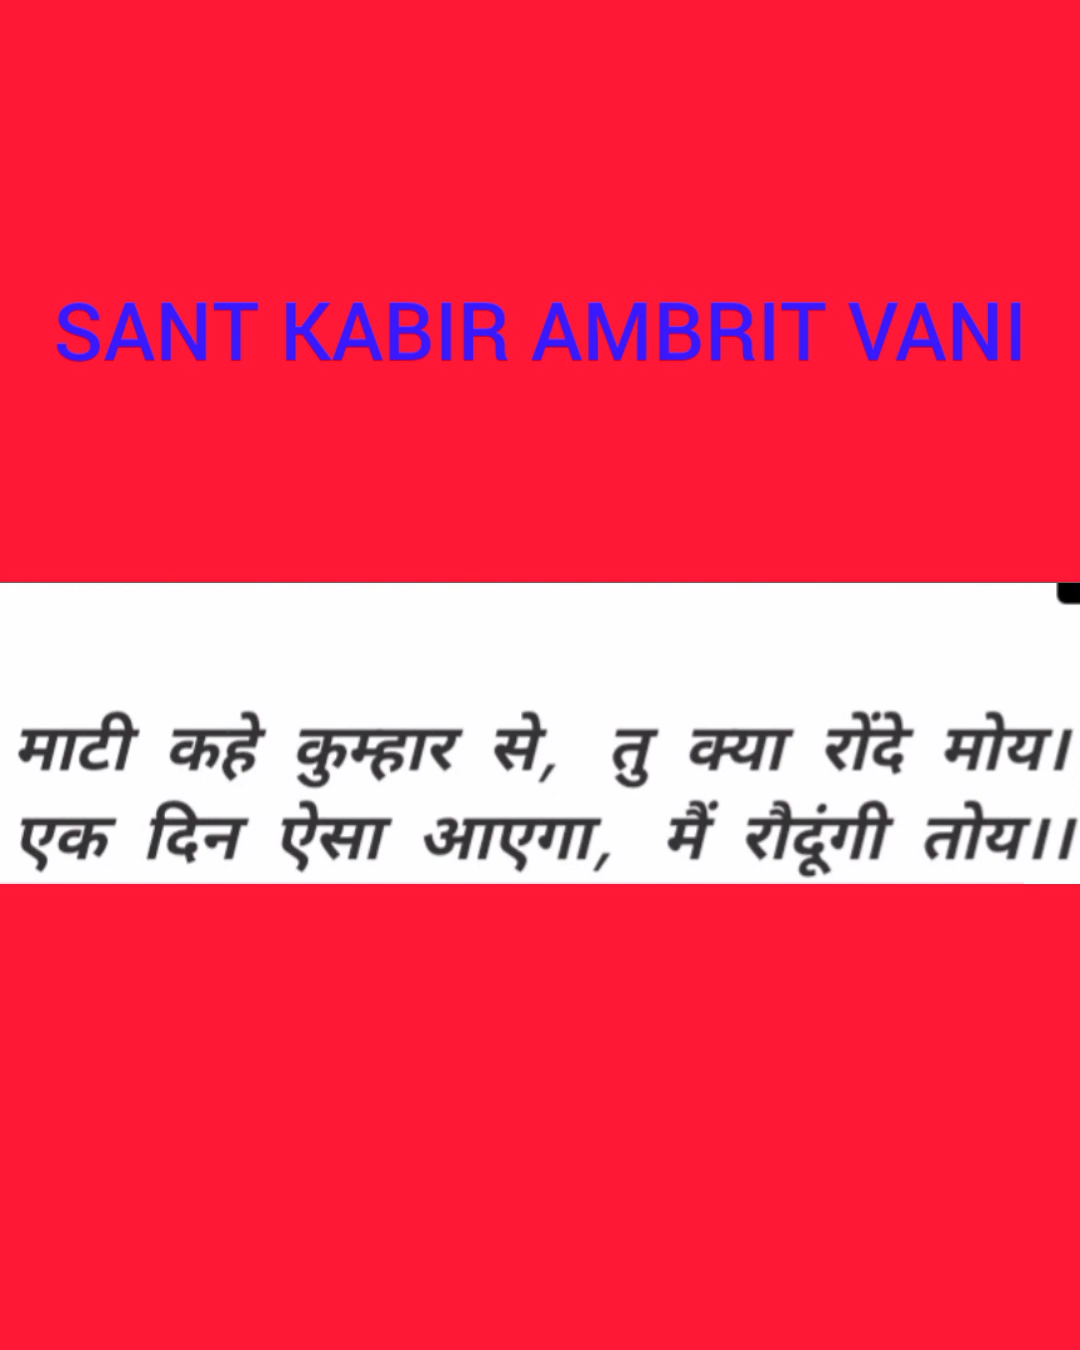 SANT KABIR AMBRIT VANI
माटी कहे कुम्हार से, तु क्या रोंदे मोय।
एक दिन ऐसा आएगा, मैं रौदूंगी तोय।।